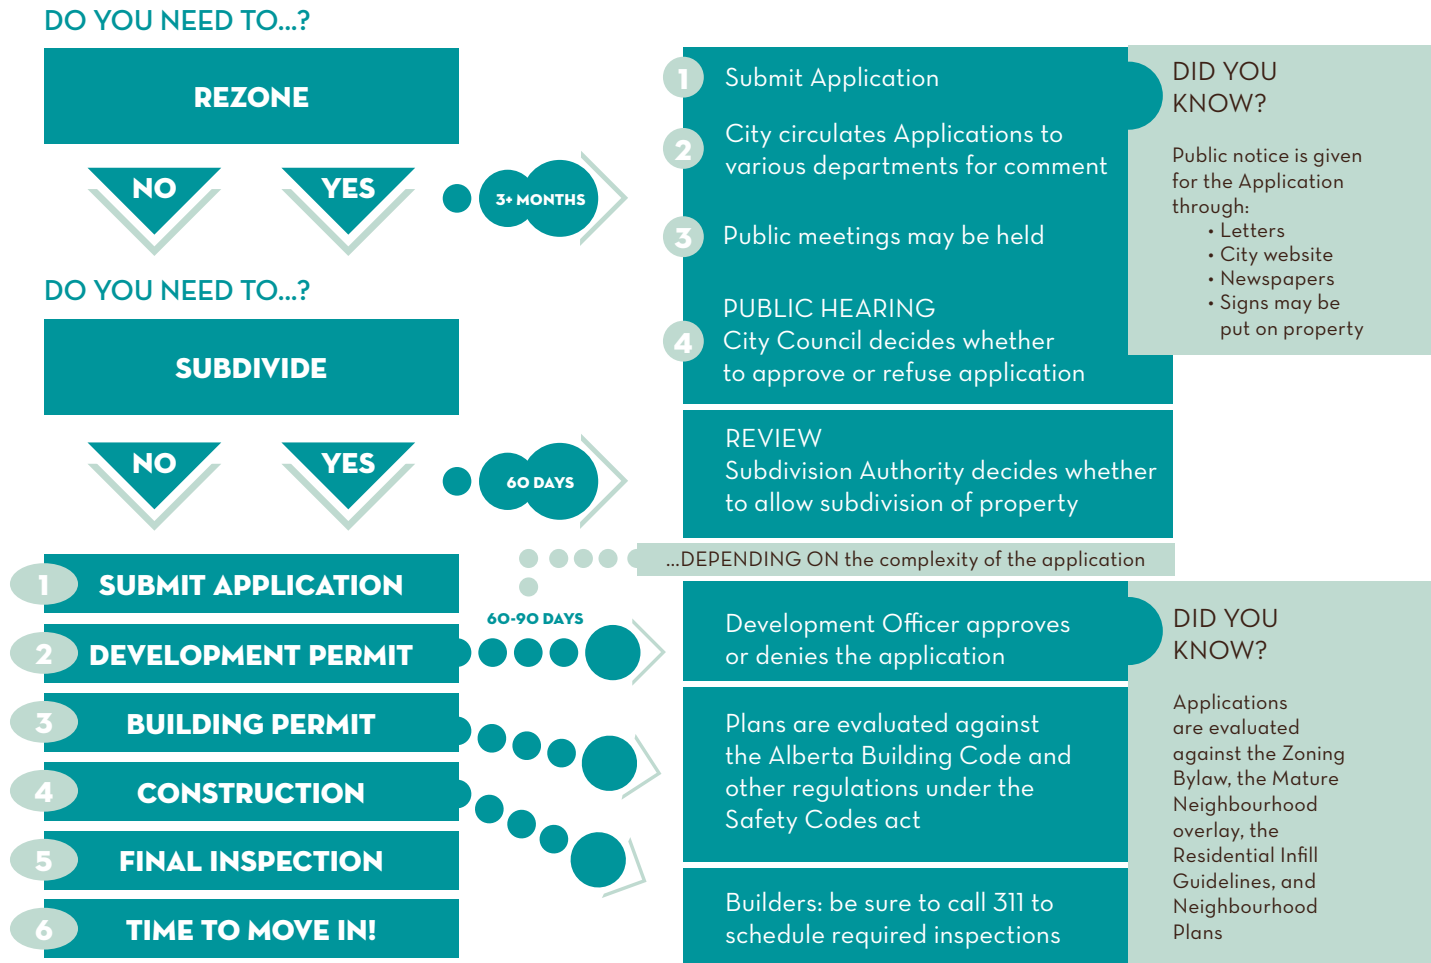 DO YOU NEED TO...?
REZONE
NO
YES
3+ MONTHS
1
Submit Application
2
City circulates Applications to
various departments for comment
3
Public meetings may be held
4
PUBLIC HEARING
City Council decides whether
to approve or refuse application
DID YOU
KNOW?
Public notice is given
for the Application
through:
• Letters
• City website
• Newspapers
• Signs may be
put on property
DO YOU NEED TO...?
SUBDIVIDE
NO
YES
60 DAYS
REVIEW
Subdivision Authority decides whether
to allow subdivision of property
...DEPENDING ON the complexity of the application
1
SUBMIT APPLICATION
2
DEVELOPMENT PERMIT
3
BUILDING PERMIT
4
CONSTRUCTION
5
FINAL INSPECTION
6
TIME TO MOVE IN!
60-90 DAYS
Development Officer approves
or denies the application
Plans are evaluated against
the Alberta Building Code and
other regulations under the
Safety Codes act
Builders: be sure to call 311 to
schedule required inspections
DID YOU
KNOW?
Applications
are evaluated
against the Zoning
Bylaw, the Mature
Neighbourhood
overlay, the
Residential Infill
Guidelines, and
Neighbourhood
Plans